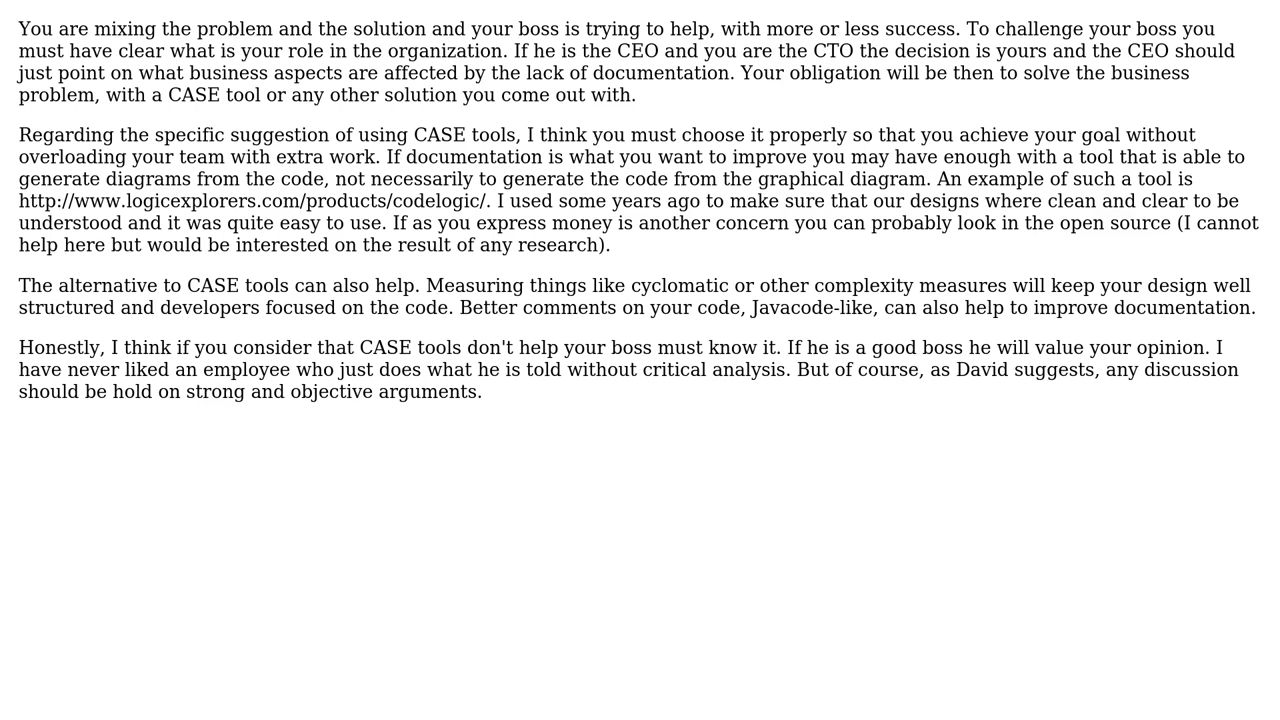 You are mixing the problem and the solution and your boss is trying to help, with more or less success. To challenge your boss you
must have clear what is your role in the organization. If he is the CEO and you are the CTO the decision is yours and the CEO should
just point on what business aspects are affected by the lack of documentation. Your obligation will be then to solve the business
problem, with a CASE tool or any other solution you come out with.
Regarding the specific suggestion of using CASE tools, I think you must choose it properly so that you achieve your goal without
overloading your team with extra work. If documentation is what you want to improve you may have enough with a tool that is able to
generate diagrams from the code, not necessarily to generate the code from the graphical diagram. An example of such a tool is
http://www.logicexplorers.com/products/codelogic/. I used some years ago to make sure that our designs where clean and clear to be
understood and it was quite easy to use. If as you express money is another concern you can probably look in the open source (I cannot
help here but would be interested on the result of any research).
The alternative to CASE tools can also help. Measuring things like cyclomatic or other complexity measures will keep your design well
structured and developers focused on the code. Better comments on your code, Javacode-like, can also help to improve documentation.
Honestly, I think if you consider that CASE tools don't help your boss must know it. If he is a good boss he will value your opinion. I
have never liked an employee who just does what he is told without critical analysis. But of course, as David suggests, any discussion
should be hold on strong and objective arguments.